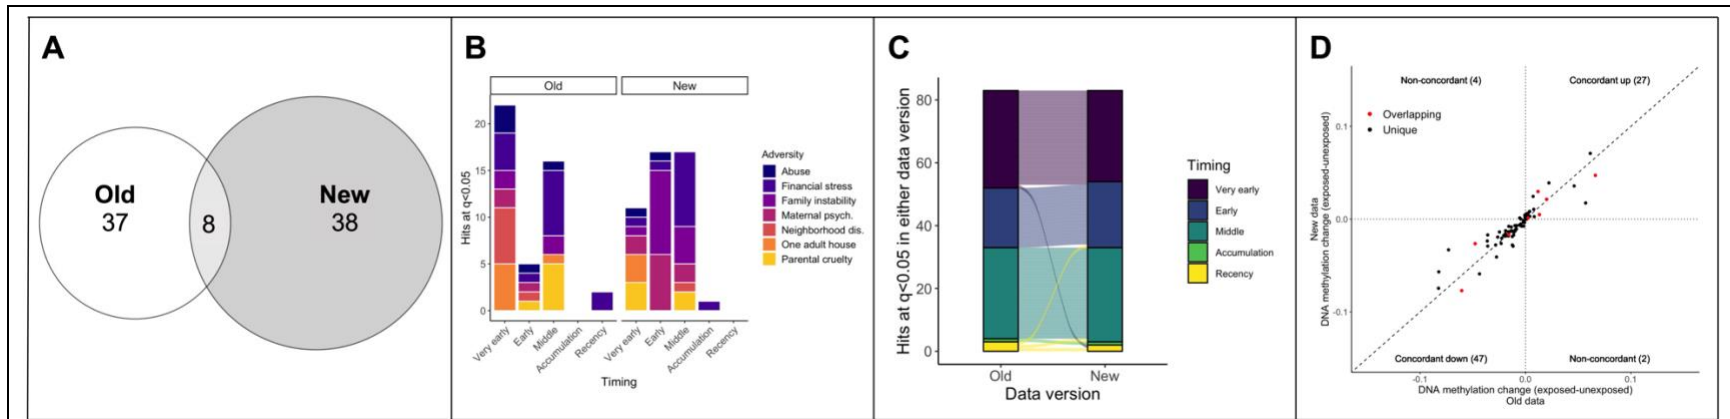 A
Old
37
8
New
38
B
Old
New
Hits at q<0.05
20
15
10
5
0
Very early
Early
Middle
Accumulation
Recency
Very early
Early
Middle
Accumulation
Recency
Timing
Adversity
Abuse
Financial stress
Family instability
Maternal psych.
Neighborhood dis.
One adult house
Parental cruelty
C
Hits at q<0.05 in either data version
80
60
40
20
0
Old
New
Data version
Timing
Very early
Early
Middle
Accumulation
Recency
D
Non-concordant (4)
Concordant up (27)
Overlapping
Unique
New data
DNA methylation change (exposed-unexposed)
0.1
0.0
-0.1
Concordant down (47)
Non-concordant (2)
-0.1
0.0
0.1
DNA methylation change (exposed-unexposed)
Old data